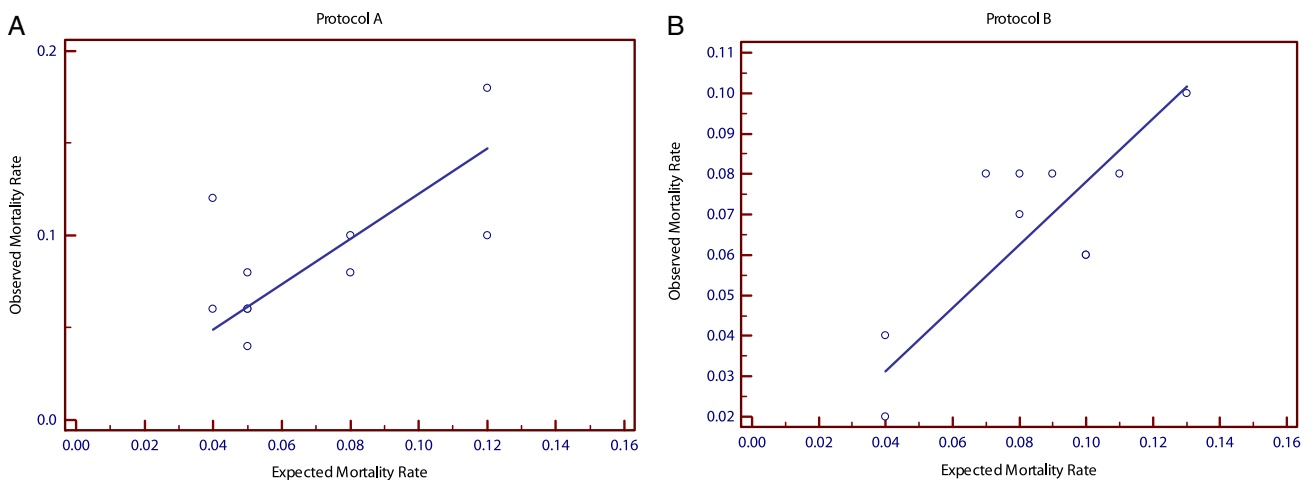 A
Protocol A
Observed Mortality Rate
0.2
0.1
0.0
0.00 0.02 0.04 0.06 0.08 0.10 0.12 0.14 0.16
Expected Mortality Rate
B
Protocol B
Observed Mortality Rate
0.11
0.10
0.09
0.08
0.07
0.06
0.05
0.04
0.03
0.02
0.00 0.02 0.04 0.06 0.08 0.10 0.12 0.14 0.16
Expected Mortality Rate